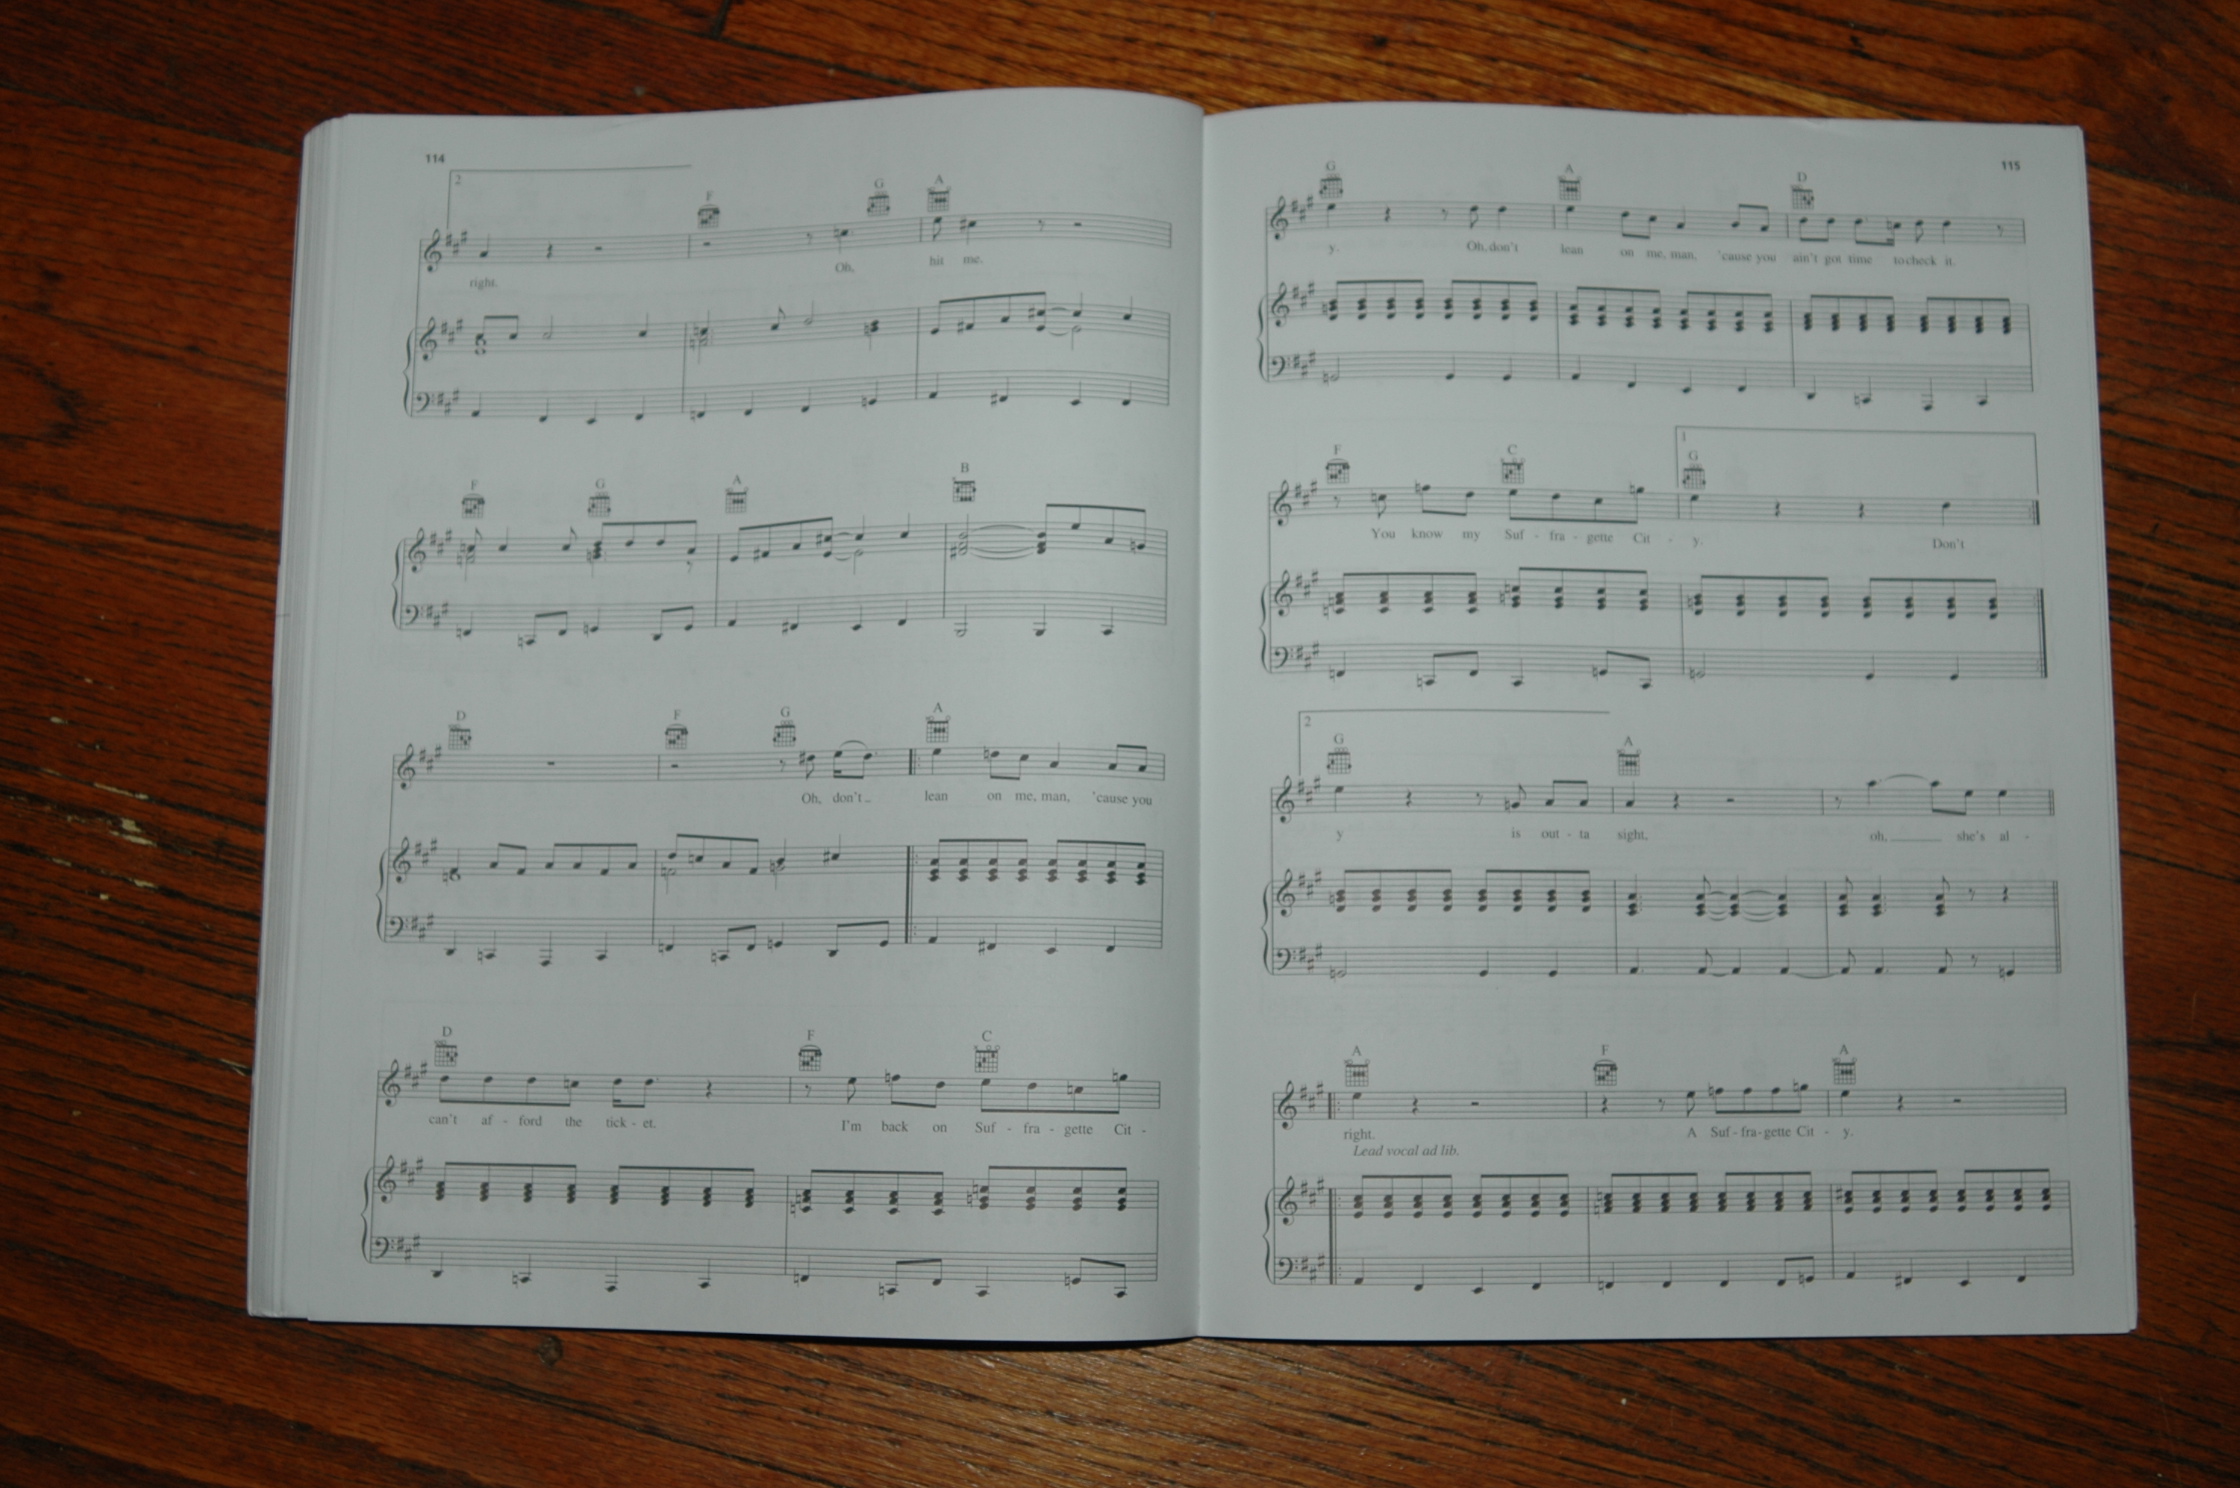 114
2
F G A
Oh, hit me.
right.
F G A B
D F G A
Oh, don't_ lean on me, man, 'cause you
D F C
can't af - ford the tick - et. I'm back on Suf - fra - gette Cit -
115
G A D
y. Oh, don't lean on me, man, 'cause you ain't got time to check it.
1
F C G
You know my Suf - fra - gette Cit - y. Don't
2
G A
y is out - ta sight, oh, she's al -
A F A
right. A Suf - fra - gette Cit - y.
Lead vocal ad lib.